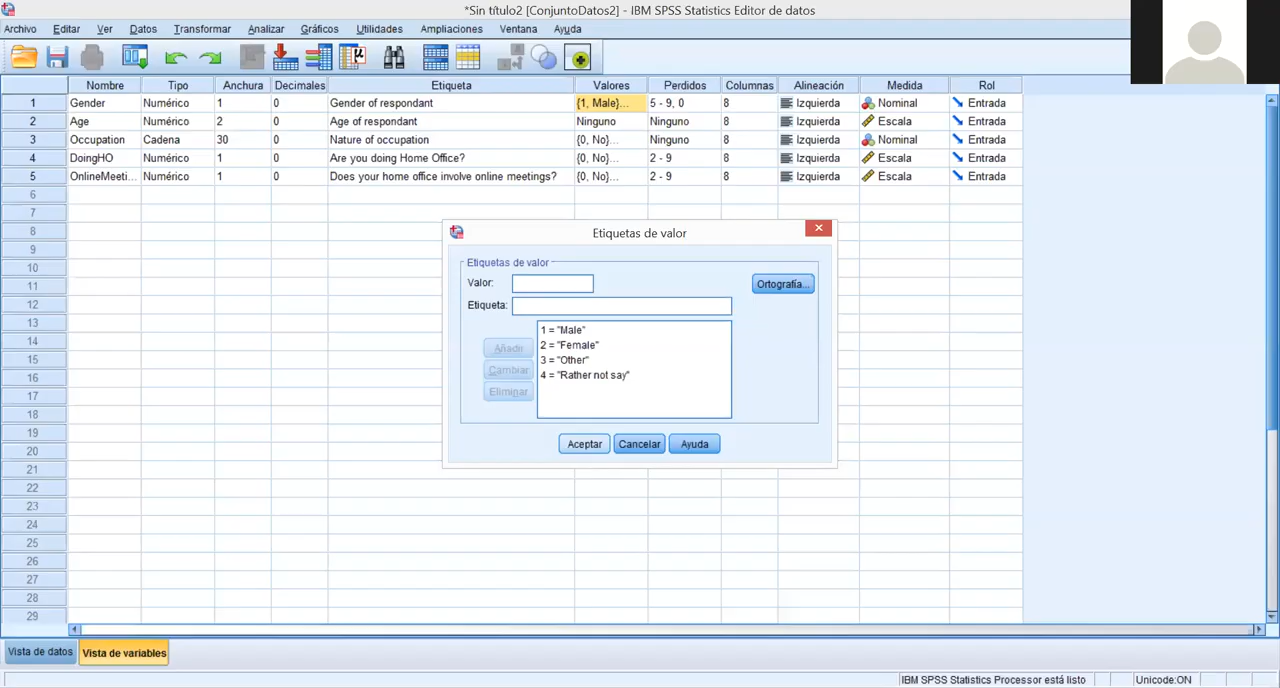 *Sin título2 [ConjuntoDatos2] - IBM SPSS Statistics Editor de datos
Archivo Editar Ver Datos Transformar Analizar Gráficos Utilidades Ampliaciones Ventana Ayuda
Nombre Tipo Anchura Decimales Etiqueta Valores Perdidos Columnas Alineación Medida Rol
1 Gender Numérico 1 0 Gender of respondant {1, Male}... 5 - 9, 0 8 Izquierda Nominal Entrada
2 Age Numérico 2 0 Age of respondant Ninguno Ninguno 8 Izquierda Escala Entrada
3 Occupation Cadena 30 0 Nature of occupation {0, No}... Ninguno 8 Izquierda Nominal Entrada
4 DoingHO Numérico 1 0 Are you doing Home Office? {0, No}... 2 - 9 8 Izquierda Escala Entrada
5 OnlineMeeti... Numérico 1 0 Does your home office involve online meetings? {0, No}... 2 - 9 8 Izquierda Escala Entrada
6
7
8
9
10
11
12
13
14
15
16
17
18
19
20
21
22
23
24
25
26
27
28
29
Etiquetas de valor
Etiquetas de valor
Valor:
Ortografía...
Etiqueta:
1 = "Male"
2 = "Female"
3 = "Other"
4 = "Rather not say"
Añadir
Cambiar
Eliminar
Aceptar Cancelar Ayuda
Vista de datos Vista de variables
IBM SPSS Statistics Processor está listo Unicode:ON